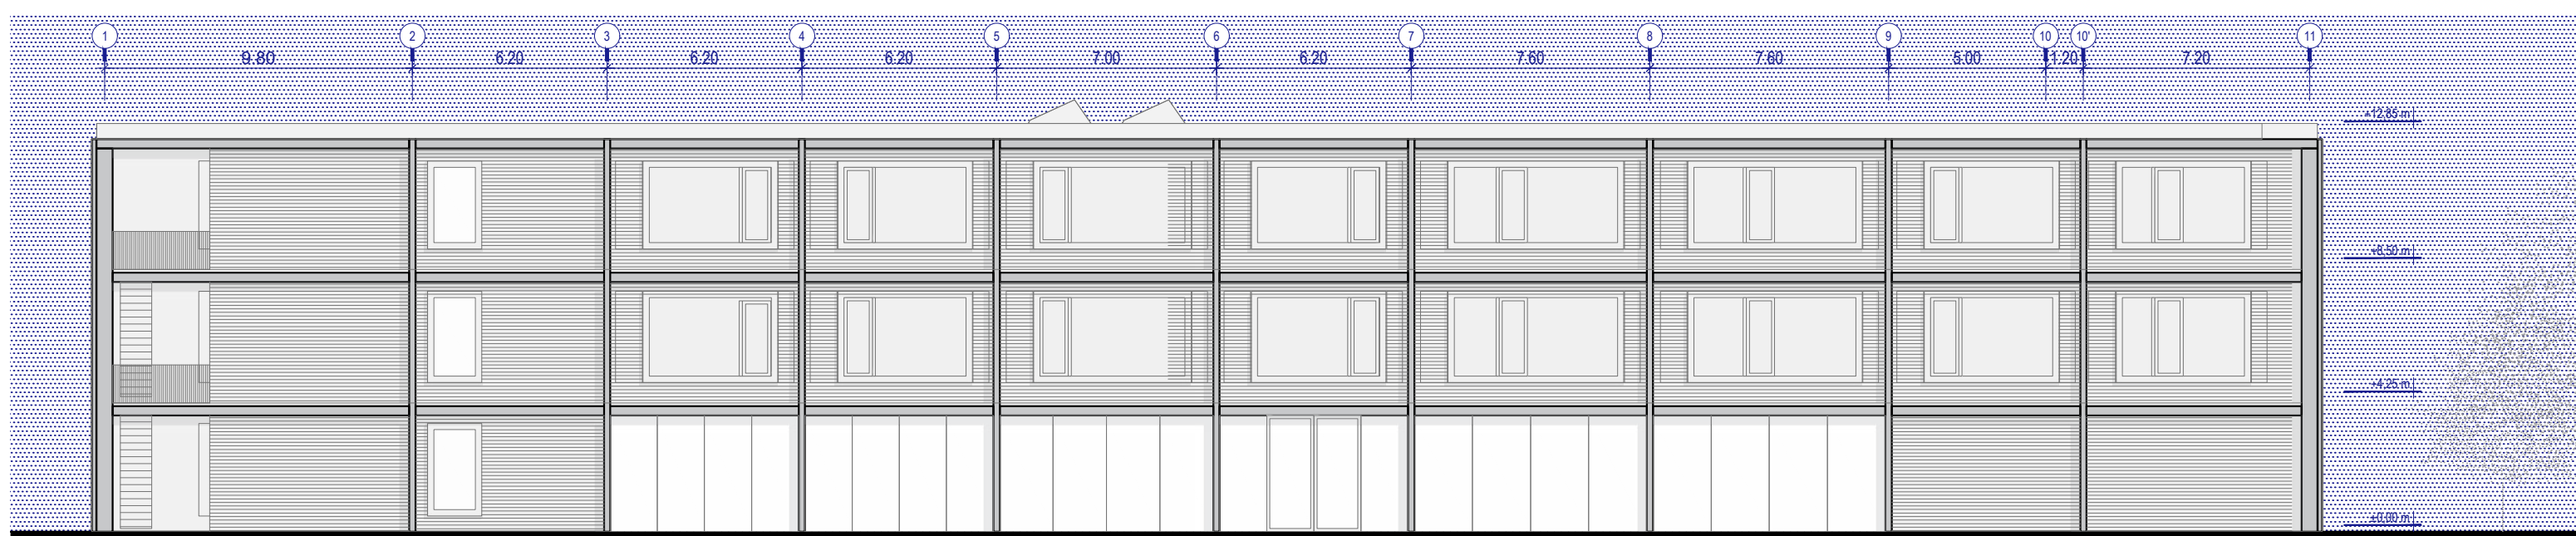 1 2 3 4 5 6 7 8 9 10 10' 11
9.80 6.20 6.20 6.20 7.00 6.20 7.60 7.60 5.00 1.20 7.20
+12,85 m
+8,50 m
+4,25 m
+0,00 m